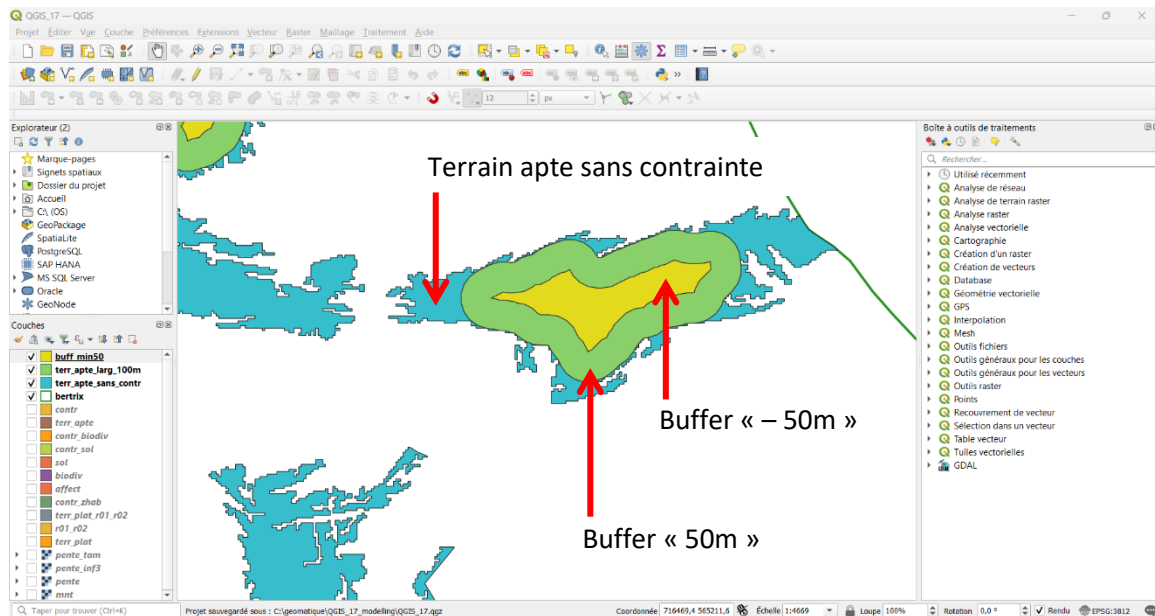 QGIS_17 — QGIS
Projet Éditer Vue Couche Préférences Extensions Vecteur Raster Maillage Traitement Aide
12 px
Explorateur (2)
Marque-pages
Signets spatiaux
Dossier du projet
Accueil
C:\ (OS)
GeoPackage
SpatiaLite
PostgreSQL
SAP HANA
MS SQL Server
Oracle
GeoNode
Couches
buff_min50
terr_apte_larg_100m
terr_apte_sans_contr
bertrix
contr
terr_apte
contr_biodiv
contr_sol
sol
biodiv
affect
contr_zhab
terr_plat_r01_r02
r01_r02
terr_plat
pente_tam
pente_inf3
pente
mnt
Terrain apte sans contrainte
Buffer « – 50m »
Buffer « 50m »
Boîte à outils de traitements
Rechercher...
Utilisé récemment
Analyse de réseau
Analyse de terrain raster
Analyse raster
Analyse vectorielle
Cartographie
Création d'un raster
Création de vecteurs
Database
Géométrie vectorielle
GPS
Interpolation
Mesh
Outils fichiers
Outils généraux pour les couches
Outils généraux pour les vecteurs
Outils raster
Points
Recouvrement de vecteur
Sélection dans un vecteur
Table vecteur
Tuiles vectorielles
GDAL
Taper pour trouver (Ctrl+K) Projet sauvegardé sous : C:\geomatique\QGIS_17_modelling\QGIS_17.qgz Coordonnée 716469,4 565211,6 Échelle 1:4669 Loupe 100% Rotation 0,0 ° Rendu EPSG:3812